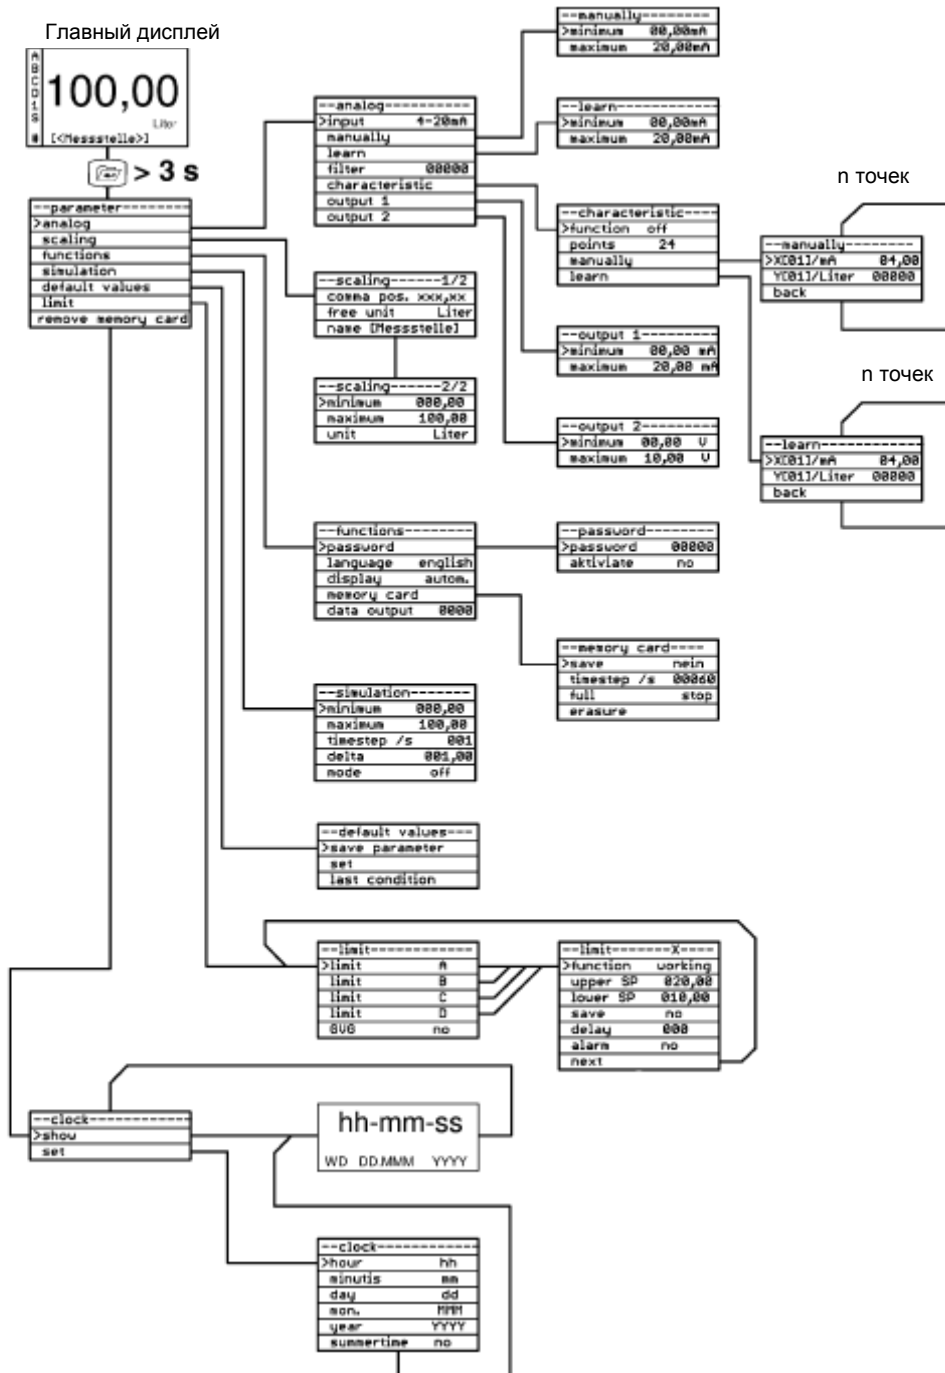 Главный дисплей
A
B
C
D
1
S
100,00
Liter
[<Messstelle>]
> 3 s
--parameter--------
>analog
scaling
functions
simulation
default values
limit
remove memory card
--analog-----------
>input 4-20mA
manually
learn
filter 00000
characteristic
output 1
output 2
--scaling------1/2
comma pos. xxx,xx
free unit Liter
name [Messstelle]
--scaling------2/2
>minimum 000,00
maximum 100,00
unit Liter
--functions--------
>password
language english
display autom.
memory card
data output 0000
--simulation-------
>minimum 000,00
maximum 100,00
timestep /s 001
delta 001,00
mode off
--default values---
>save parameter
set
last condition
--limit------------
>limit A
limit B
limit C
limit D
GVG no
--limit-------X----
>function working
upper SP 020,00
lower SP 010,00
save no
delay 000
alarm no
next
--manually--------
>minimum 00,00mA
maximum 20,00mA
--learn-----------
>minimum 00,00mA
maximum 20,00mA
--characteristic---
>function off
points 24
manually
learn
--output 1--------
>minimum 00,00 mA
maximum 20,00 mA
--output 2--------
>minimum 00,00 V
maximum 10,00 V
--password--------
>password 00000
aktiviate no
--memory card----
>save nein
timestep /s 00060
full stop
erasure
n точек
--manually--------
>X[01]/mA 04,00
Y[01]/Liter 00000
back
n точек
--learn-----------
>X[01]/mA 04,00
Y[01]/Liter 00000
back
--clock------------
>show
set
hh-mm-ss
WD DD.MMM YYYY
--clock------------
>hour hh
minutis mm
day dd
mon. MMM
year YYYY
summertime no